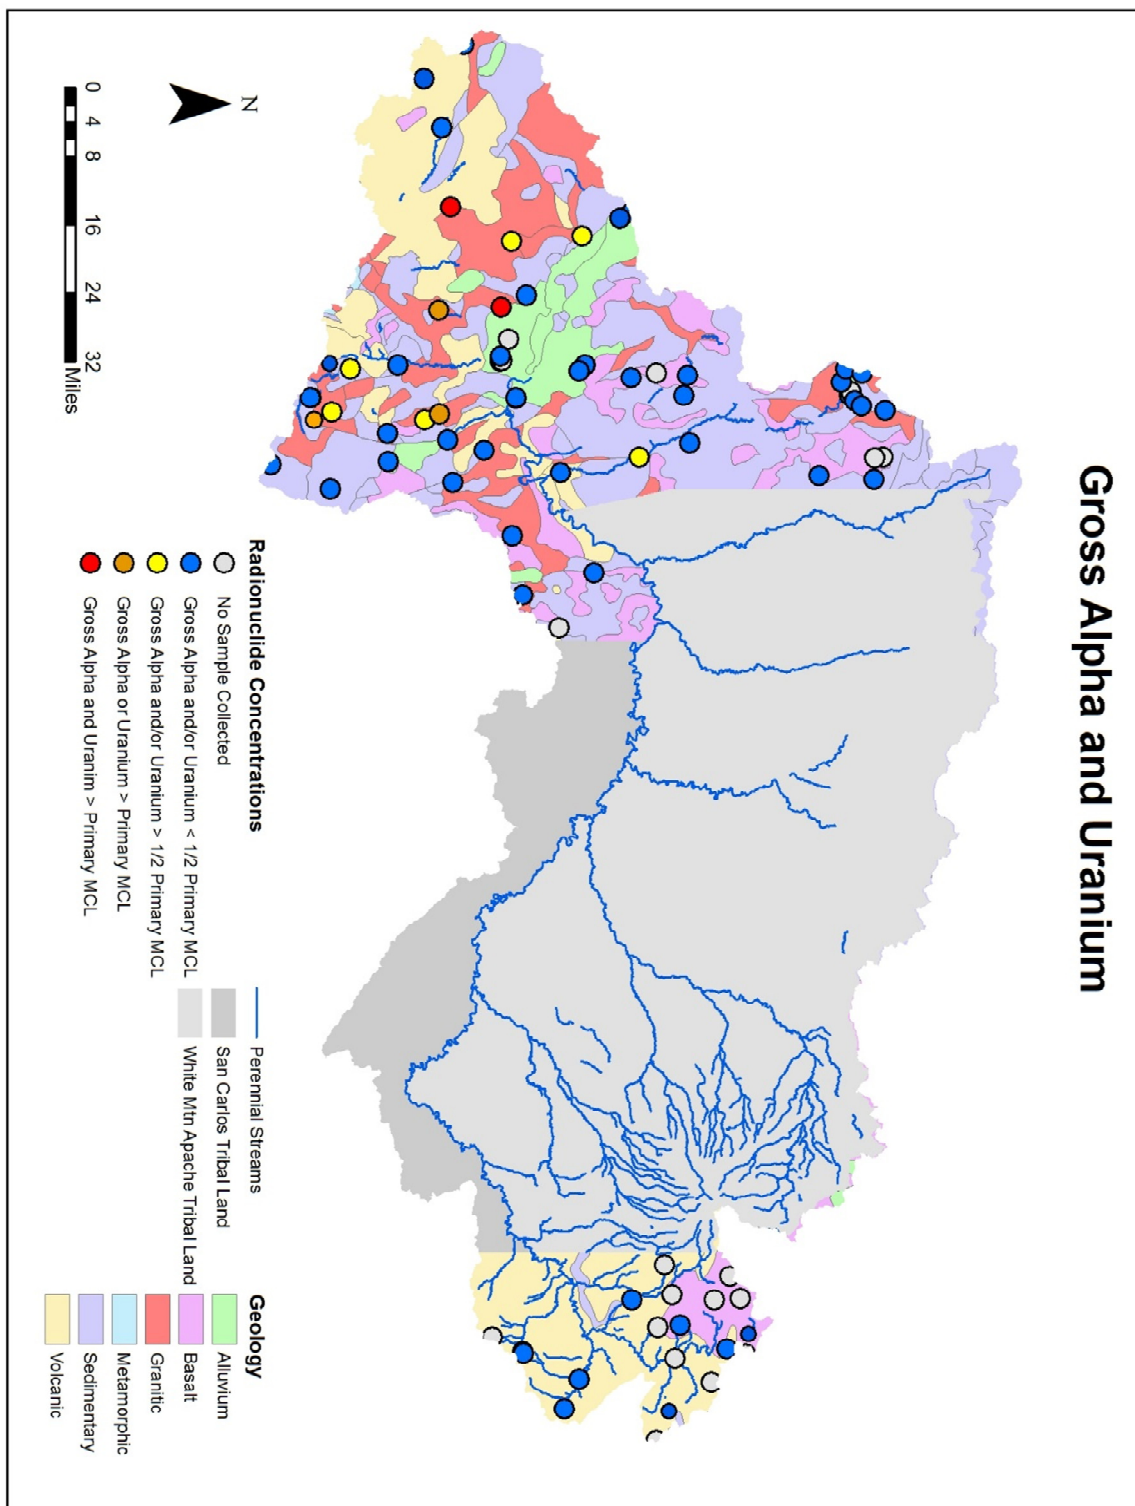 Gross Alpha and Uranium
N
0 4 8 16 24 32
Miles
Radionuclide Concentrations
No Sample Collected
Gross Alpha and/or Uranium < 1/2 Primary MCL
Gross Alpha and/or Uranium > 1/2 Primary MCL
Gross Alpha or Uranium > Primary MCL
Gross Alpha and Uranim > Primary MCL
Perennial Streams
San Carlos Tribal Land
White Mtn Apache Tribal Land
Geology
Alluvium
Basalt
Granitic
Metamorphic
Sedimentary
Volcanic